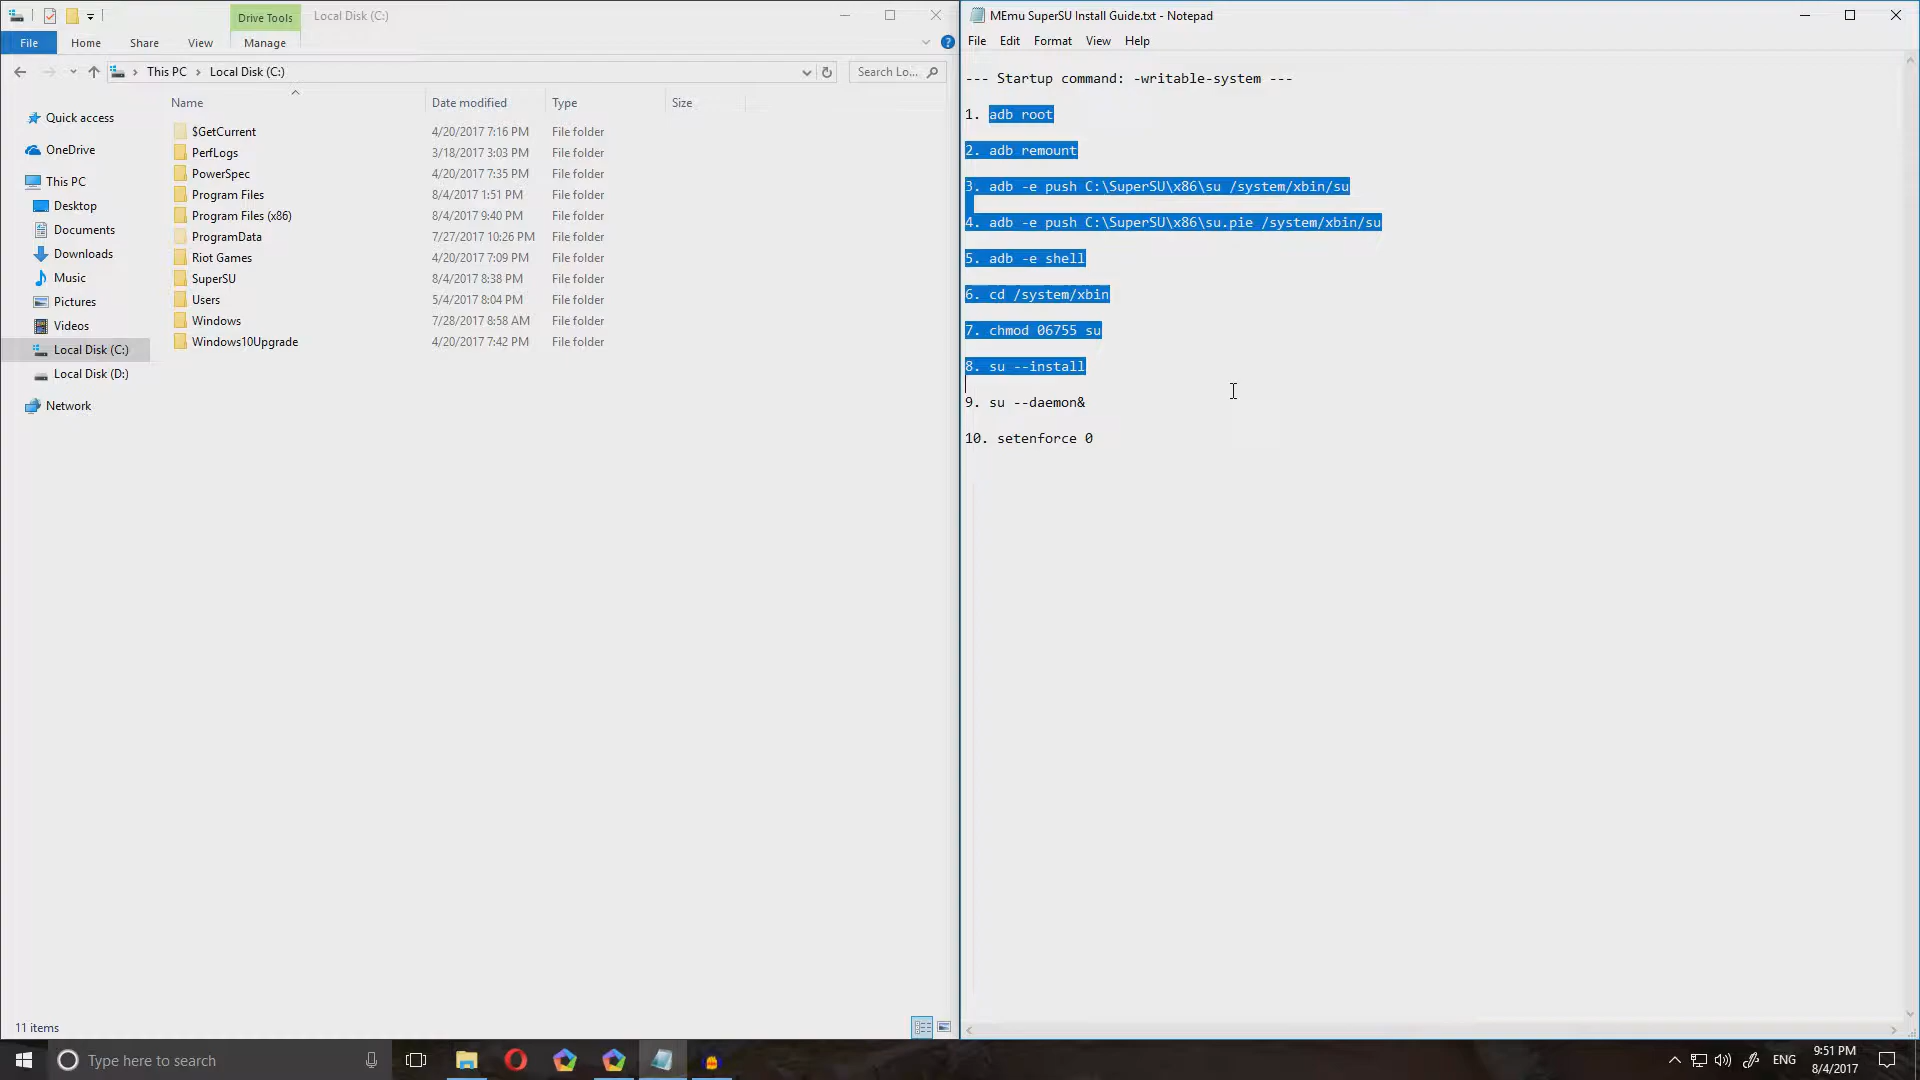 Drive Tools
Local Disk (C:)
File
Home
Share
View
Manage
This PC
Local Disk (C:)
Search Lo...
Name
Date modified
Type
Size
Quick access
OneDrive
This PC
Desktop
Documents
Downloads
Music
Pictures
Videos
Local Disk (C:)
Local Disk (D:)
Network
$GetCurrent 4/20/2017 7:16 PM File folder
PerfLogs 3/18/2017 3:03 PM File folder
PowerSpec 4/20/2017 7:35 PM File folder
Program Files 8/4/2017 1:51 PM File folder
Program Files (x86) 8/4/2017 9:40 PM File folder
ProgramData 7/27/2017 10:26 PM File folder
Riot Games 4/20/2017 7:09 PM File folder
SuperSU 8/4/2017 8:38 PM File folder
Users 5/4/2017 8:04 PM File folder
Windows 7/28/2017 8:58 AM File folder
Windows10Upgrade 4/20/2017 7:42 PM File folder
11 items
MEmu SuperSU Install Guide.txt - Notepad
File Edit Format View Help
--- Startup command: -writable-system ---
1. adb root
2. adb remount
3. adb -e push C:\SuperSU\x86\su /system/xbin/su
4. adb -e push C:\SuperSU\x86\su.pie /system/xbin/su
5. adb -e shell
6. cd /system/xbin
7. chmod 06755 su
8. su --install
9. su --daemon&
10. setenforce 0
Type here to search
ENG
9:51 PM
8/4/2017